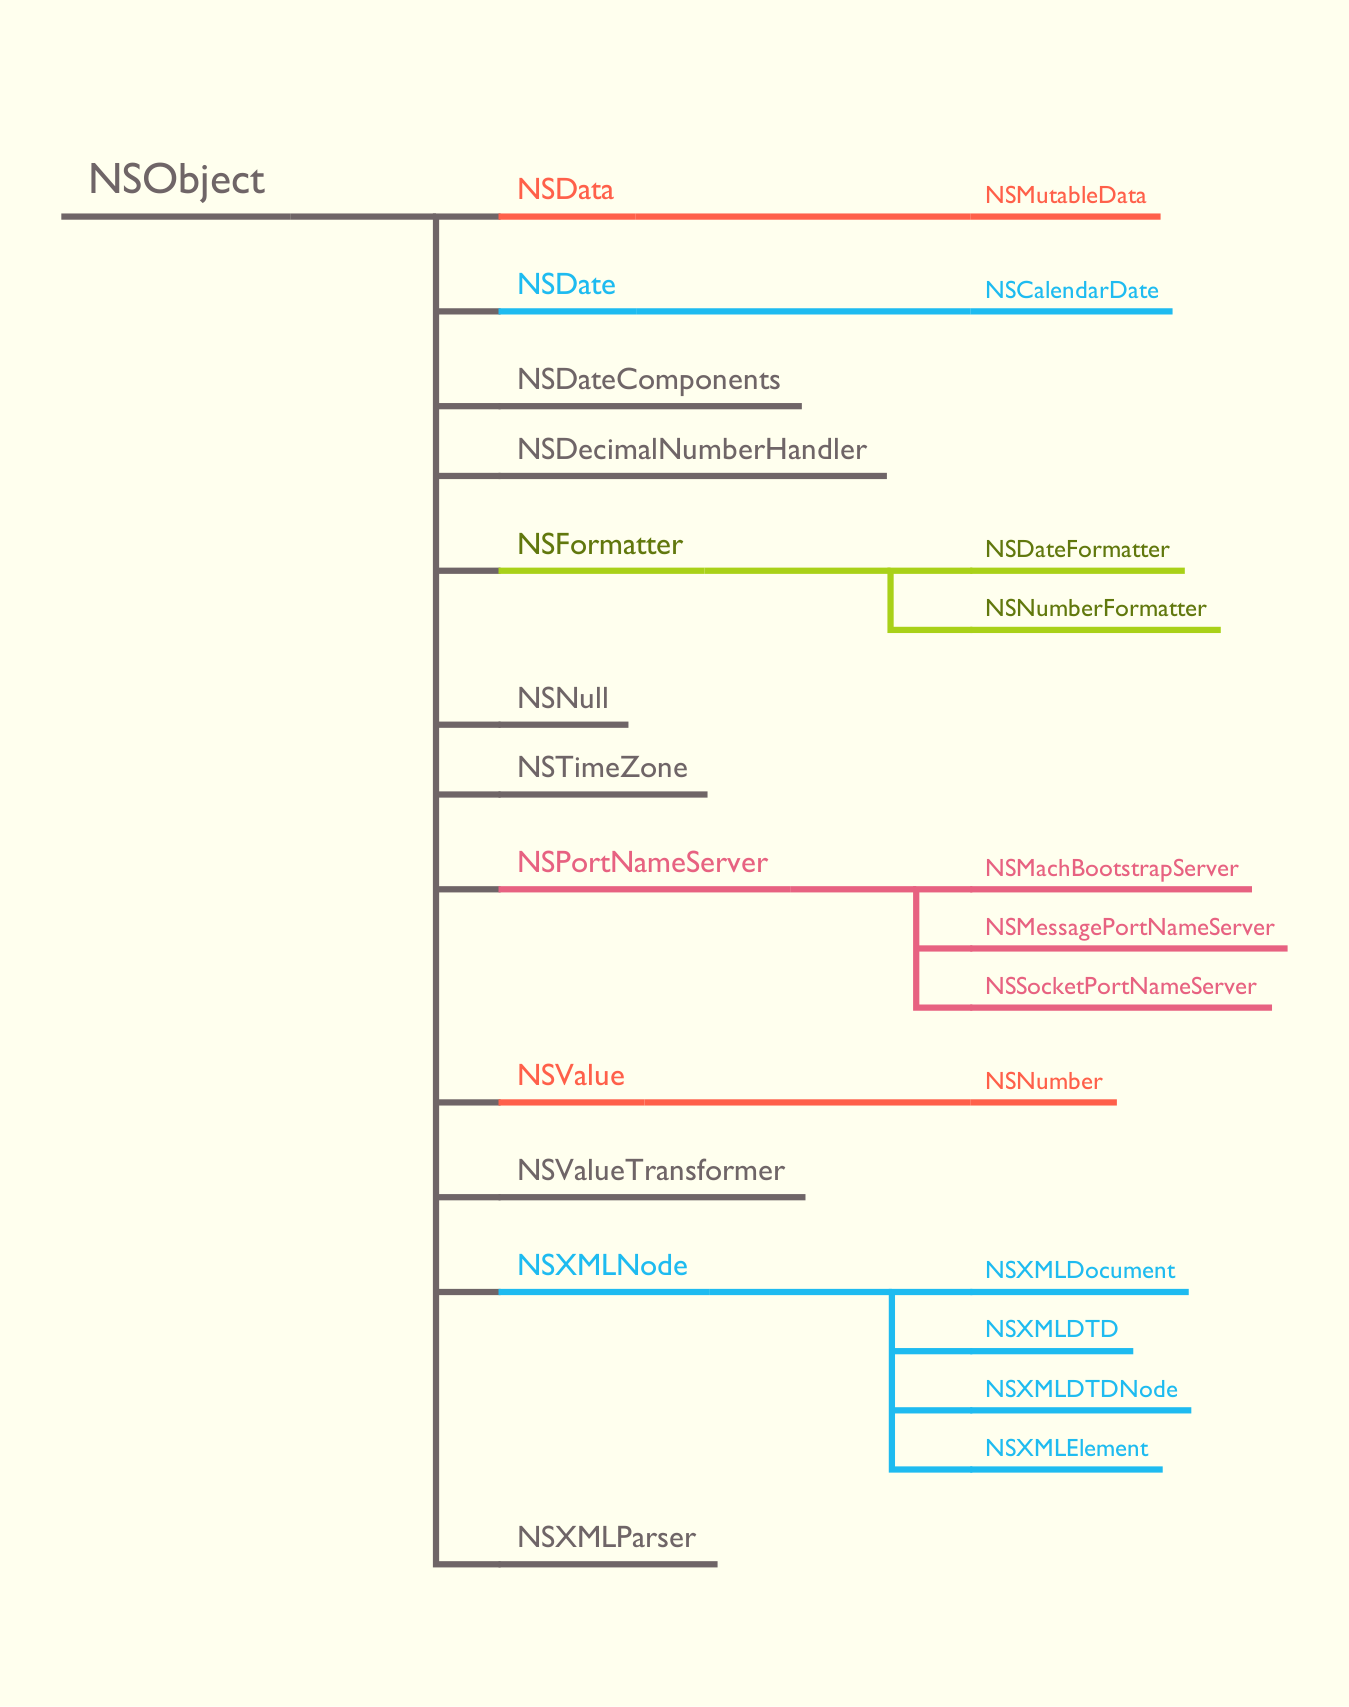 NSObject
NSData
NSMutableData
NSDate
NSCalendarDate
NSDateComponents
NSDecimalNumberHandler
NSFormatter
NSDateFormatter
NSNumberFormatter
NSNull
NSTimeZone
NSPortNameServer
NSMachBootstrapServer
NSMessagePortNameServer
NSSocketPortNameServer
NSValue
NSNumber
NSValueTransformer
NSXMLNode
NSXMLDocument
NSXMLDTD
NSXMLDTDNode
NSXMLElement
NSXMLParser